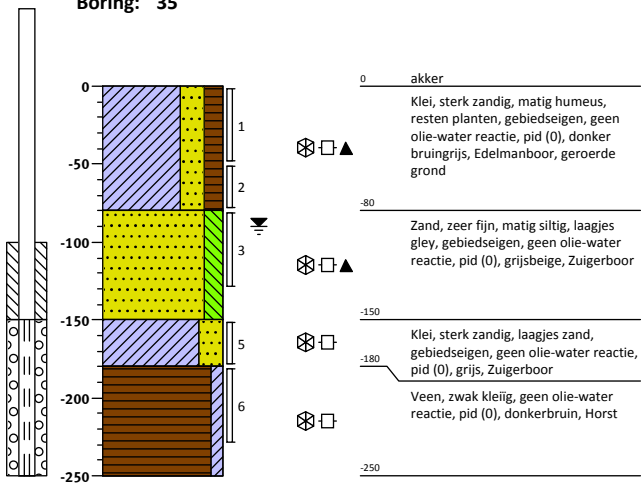 Boring: 35
0
-50
-100
-150
-200
-250
1
2
3
5
6
0 akker
Klei, sterk zandig, matig humeus,
resten planten, gebiedseigen, geen
olie-water reactie, pid (0), donker
bruingrijs, Edelmanboor, geroerde
grond
-80
Zand, zeer fijn, matig siltig, laagjes
gley, gebiedseigen, geen olie-water
reactie, pid (0), grijsbeige, Zuigerboor
-150
Klei, sterk zandig, laagjes zand,
gebiedseigen, geen olie-water reactie,
pid (0), grijs, Zuigerboor
-180
Veen, zwak kleiïg, geen olie-water
reactie, pid (0), donkerbruin, Horst
-250